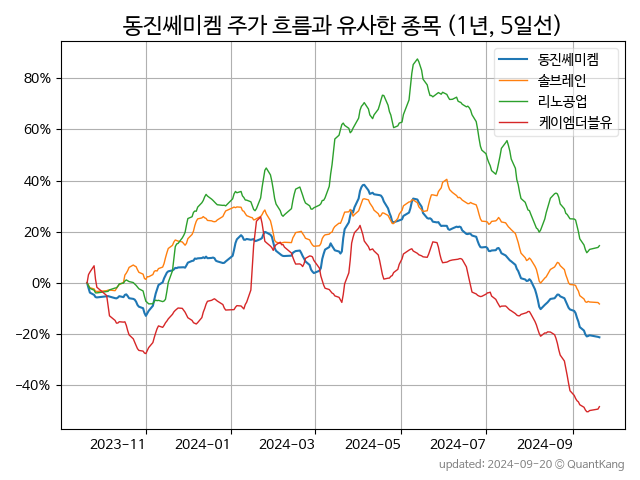 동진쎄미켐 주가 흐름과 유사한 종목 (1년, 5일선)
동진쎄미켐
솔브레인
리노공업
케이엠더블유
80%
60%
40%
20%
0%
−20%
−40%
2023-11
2024-01
2024-03
2024-05
2024-07
2024-09
updated: 2024-09-20 © QuantKang